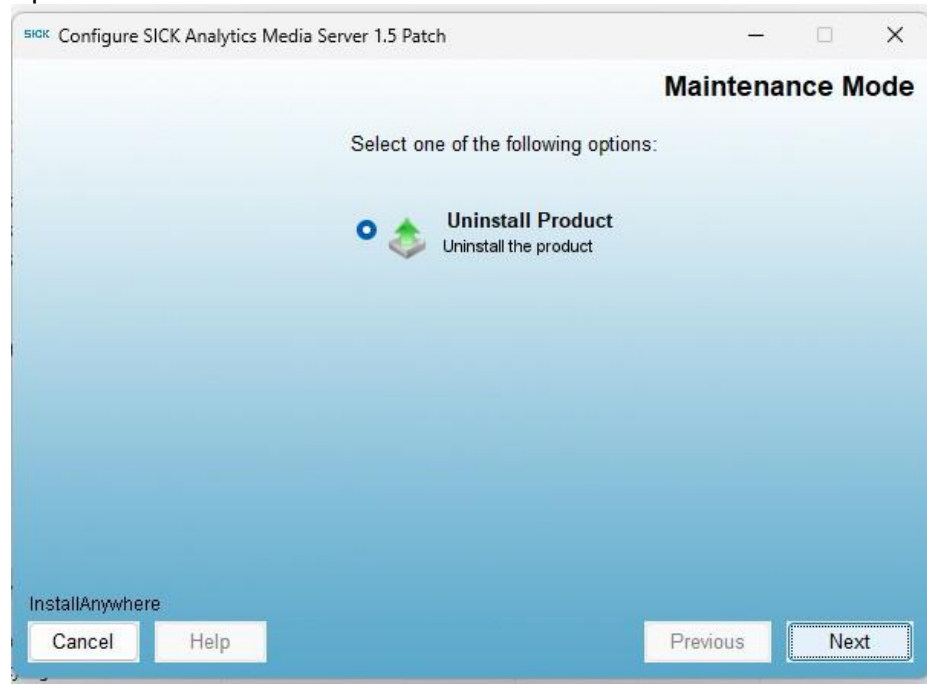 SICK Configure SICK Analytics Media Server 1.5 Patch
Maintenance Mode
Select one of the following options:
Uninstall Product
Uninstall the product
InstallAnywhere
Cancel Help Previous Next